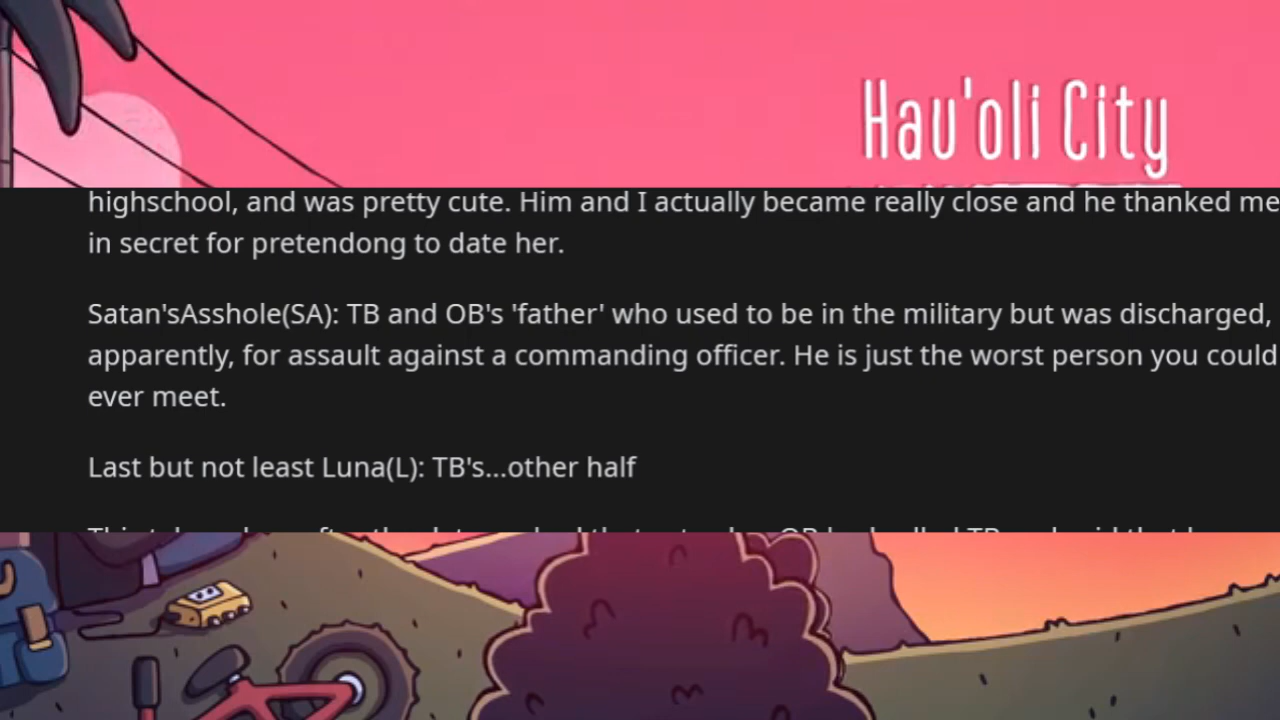 Hau'oli City
highschool, and was pretty cute. Him and I actually became really close and he thanked me
in secret for pretendong to date her.
Satan'sAsshole(SA): TB and OB's 'father' who used to be in the military but was discharged,
apparently, for assault against a commanding officer. He is just the worst person you could
ever meet.
Last but not least Luna(L): TB's...other half